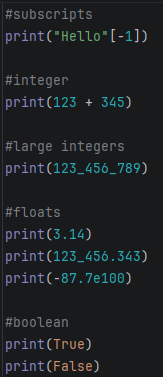 #subscripts
print("Hello"[-1])
#integer
print(123 + 345)
#large integers
print(123_456_789)
#floats
print(3.14)
print(123_456.343)
print(-87.7e100)
#boolean
print(True)
print(False)